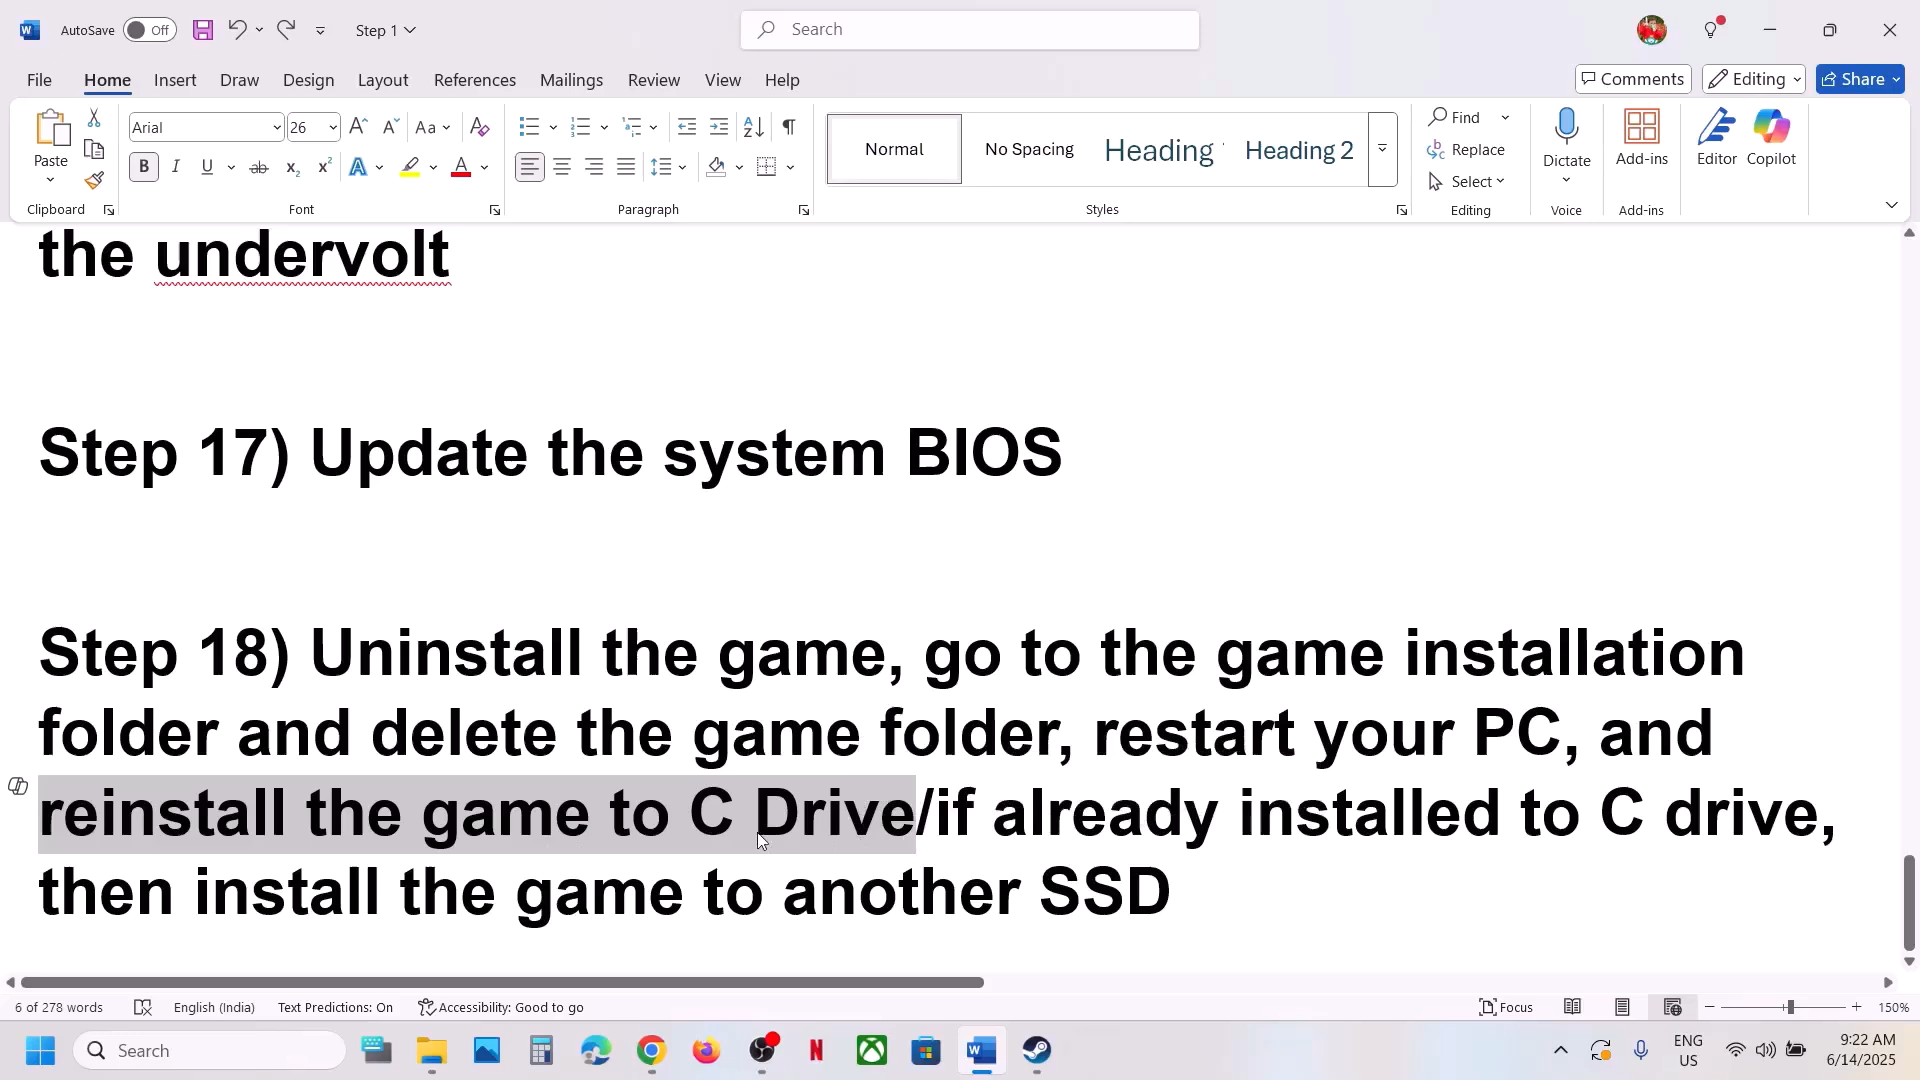 AutoSave Off Step 1 Search
File Home Insert Draw Design Layout References Mailings Review View Help Comments Editing Share
Paste Arial 26 Aa Normal No Spacing Heading Heading 2 Find Replace Select Dictate Add-ins Editor Copilot
Clipboard Font Paragraph Styles Editing Voice Add-ins
the undervolt
Step 17) Update the system BIOS
Step 18) Uninstall the game, go to the game installation
folder and delete the game folder, restart your PC, and
reinstall the game to C Drive/if already installed to C drive,
then install the game to another SSD
6 of 278 words English (India) Text Predictions: On Accessibility: Good to go Focus 150%
Search ENG US 9:22 AM 6/14/2025